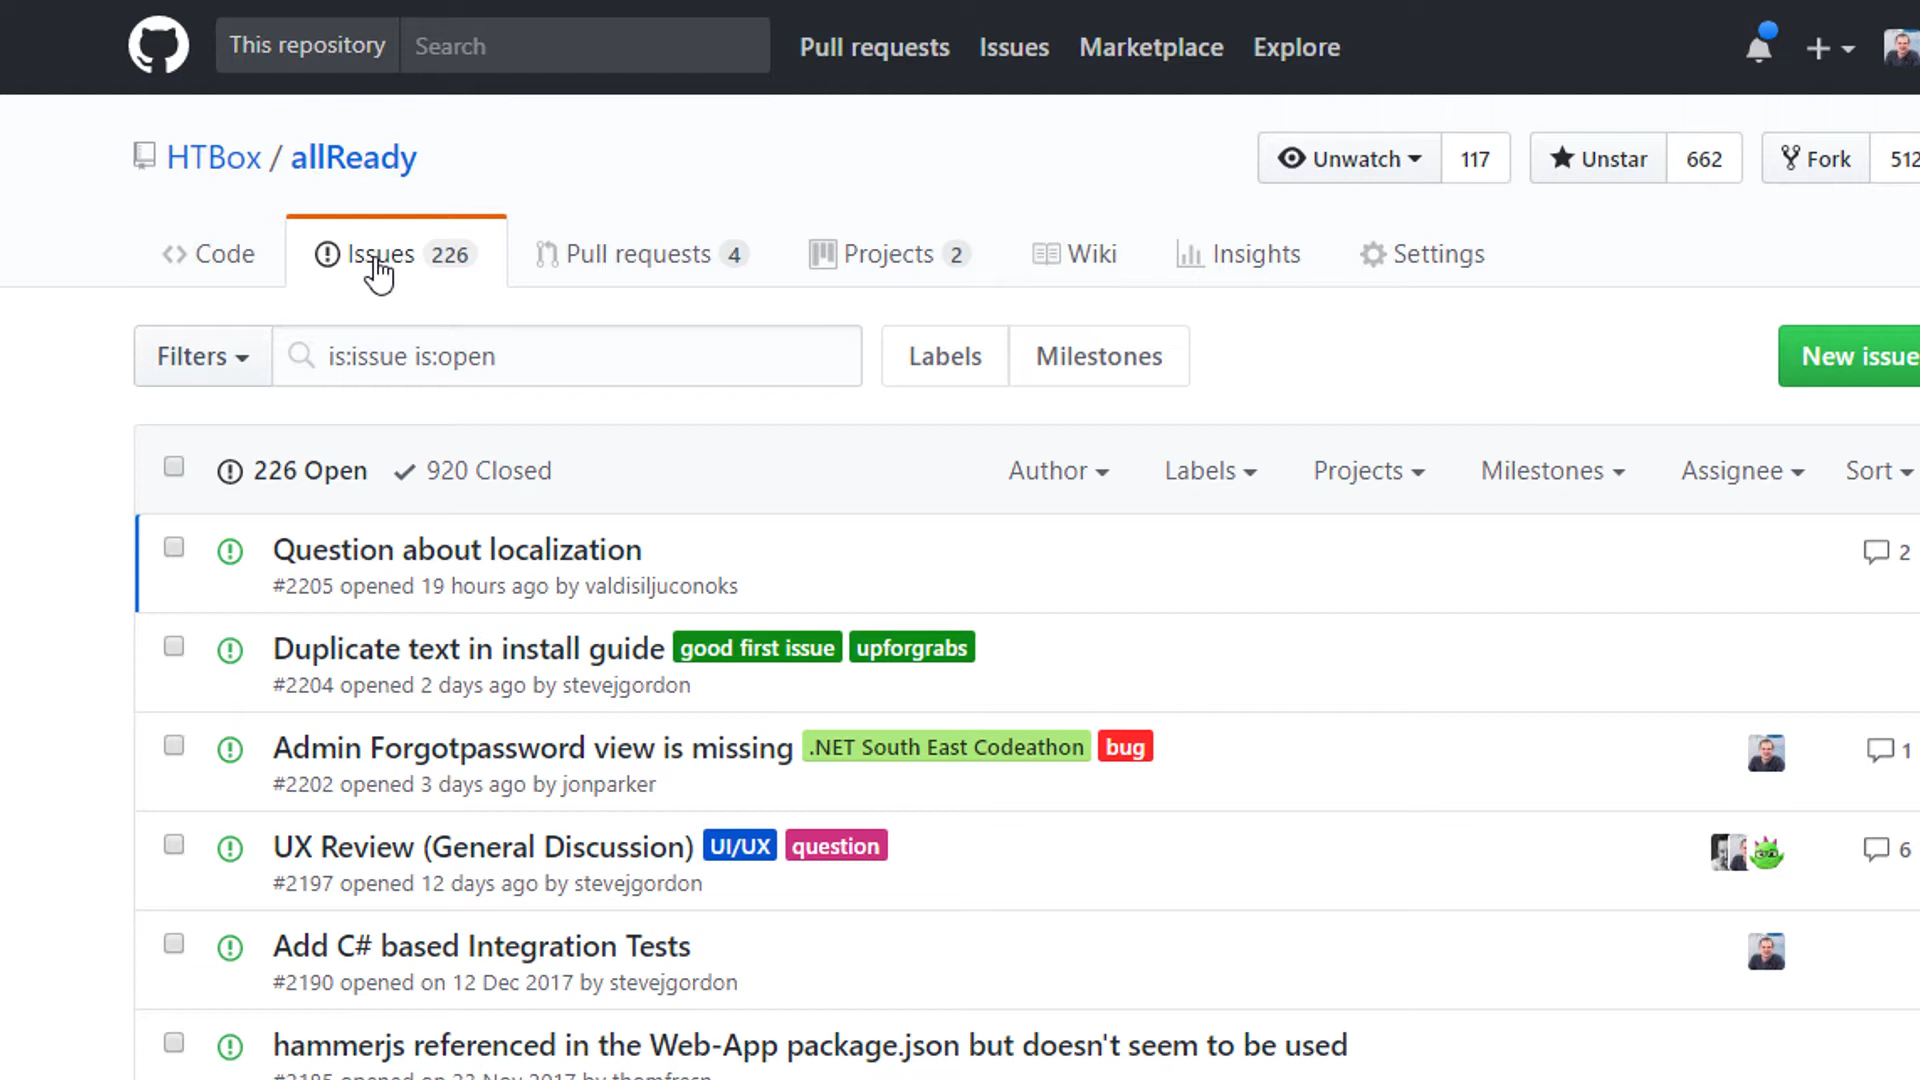 This repository Search Pull requests Issues Marketplace Explore
HTBox / allReady Unwatch 117 Unstar 662 Fork 512
Code Issues 226 Pull requests 4 Projects 2 Wiki Insights Settings
Filters is:issue is:open Labels Milestones New issue
226 Open 920 Closed Author Labels Projects Milestones Assignee Sort
Question about localization 2
#2205 opened 19 hours ago by valdisiljuconoks
Duplicate text in install guide good first issue upforgrabs
#2204 opened 2 days ago by stevejgordon
Admin Forgotpassword view is missing .NET South East Codeathon bug 1
#2202 opened 3 days ago by jonparker
UX Review (General Discussion) UI/UX question 6
#2197 opened 12 days ago by stevejgordon
Add C# based Integration Tests
#2190 opened on 12 Dec 2017 by stevejgordon
hammerjs referenced in the Web-App package.json but doesn't seem to be used
opened on 23 Nov 2017 by